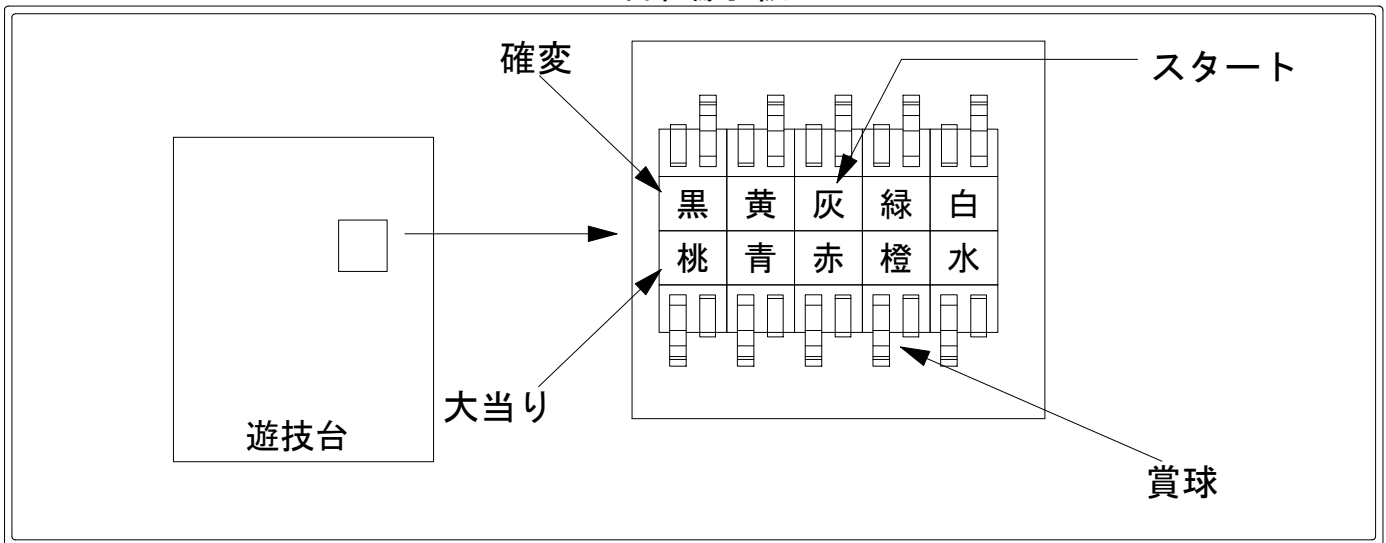 確変
スタート
黒 黄 灰 緑 白
桃 青 赤 橙 水
大当り
遊技台
賞球